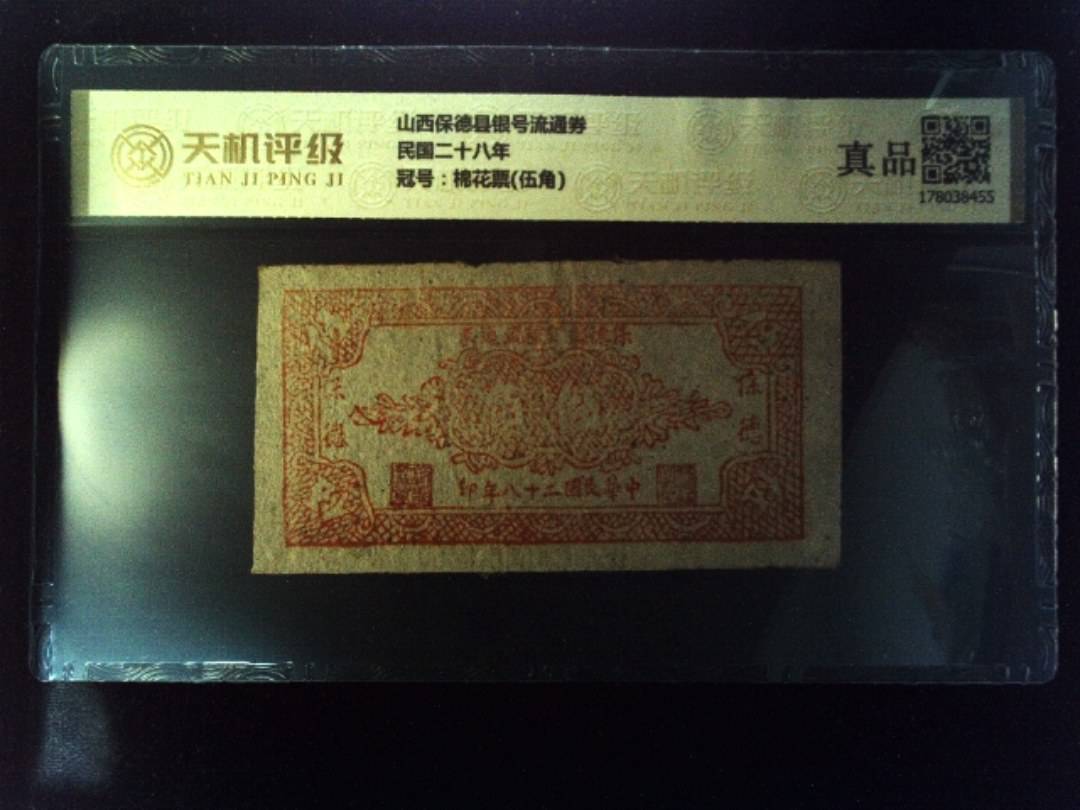 天机评级
TIAN JI PING JI
山西保德县银号流通券
民国二十八年
冠号：棉花票(伍角)
真品
178038455
中華民國二十八年印